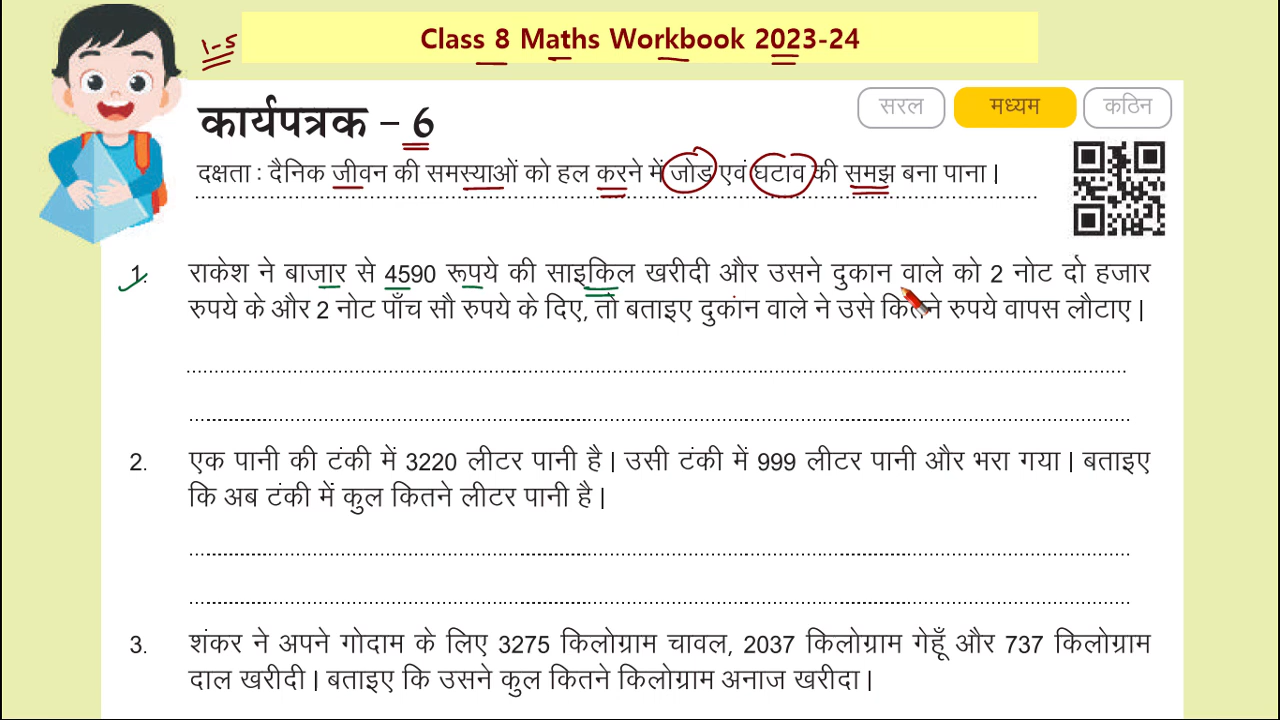 Class 8 Maths Workbook 2023-24
१-८
कार्यपत्रक – 6
सरल
मध्यम
कठिन
दक्षता : दैनिक जीवन की समस्याओं को हल करने में जोड़ एवं घटाव की समझ बना पाना |
1. राकेश ने बाजार से 4590 रूपये की साइकिल खरीदी और उसने दुकान वाले को 2 नोट दो हजार
रुपये के और 2 नोट पाँच सौ रुपये के दिए, तो बताइए दुकान वाले ने उसे कितने रुपये वापस लौटाए |
2. एक पानी की टंकी में 3220 लीटर पानी है | उसी टंकी में 999 लीटर पानी और भरा गया | बताइए
कि अब टंकी में कुल कितने लीटर पानी है |
3. शंकर ने अपने गोदाम के लिए 3275 किलोग्राम चावल, 2037 किलोग्राम गेहूँ और 737 किलोग्राम
दाल खरीदी | बताइए कि उसने कुल कितने किलोग्राम अनाज खरीदा |